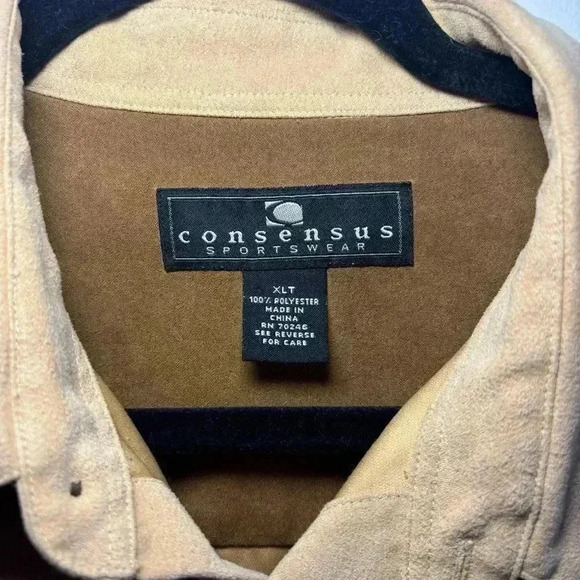 consensus
SPORTSWEAR
XLT
100% POLYESTER
MADE IN
CHINA
RN 70246
SEE REVERSE
FOR CARE